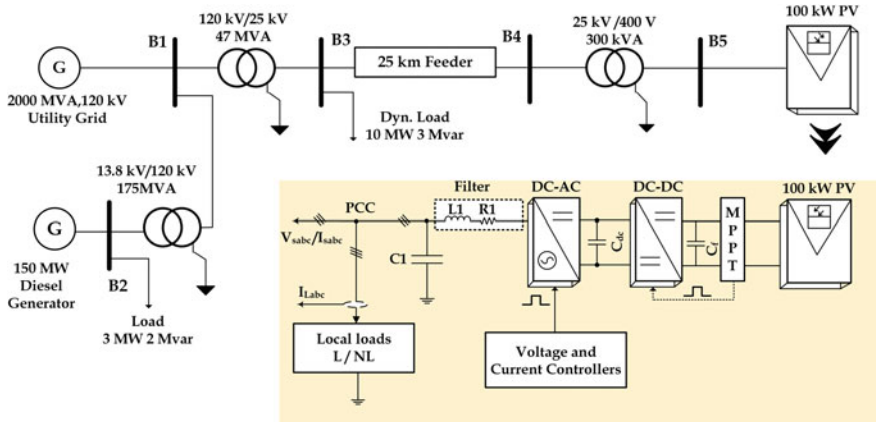 120 kV/25 kV
47 MVA
B1
B3
B4
25 kV /400 V
300 kVA
B5
100 kW PV
G
25 km Feeder
2000 MVA,120 kV
Utility Grid
Dyn. Load
10 MW 3 Mvar
13.8 kV/120 kV
175MVA
G
150 MW
Diesel
Generator
B2
Load
3 MW 2 Mvar
Filter
DC-AC
DC-DC
100 kW PV
PCC
L1
R1
Vsabc/Isabc
C1
Cdc
Cf
M
P
P
T
ILabc
Local loads
L / NL
Voltage and
Current Controllers